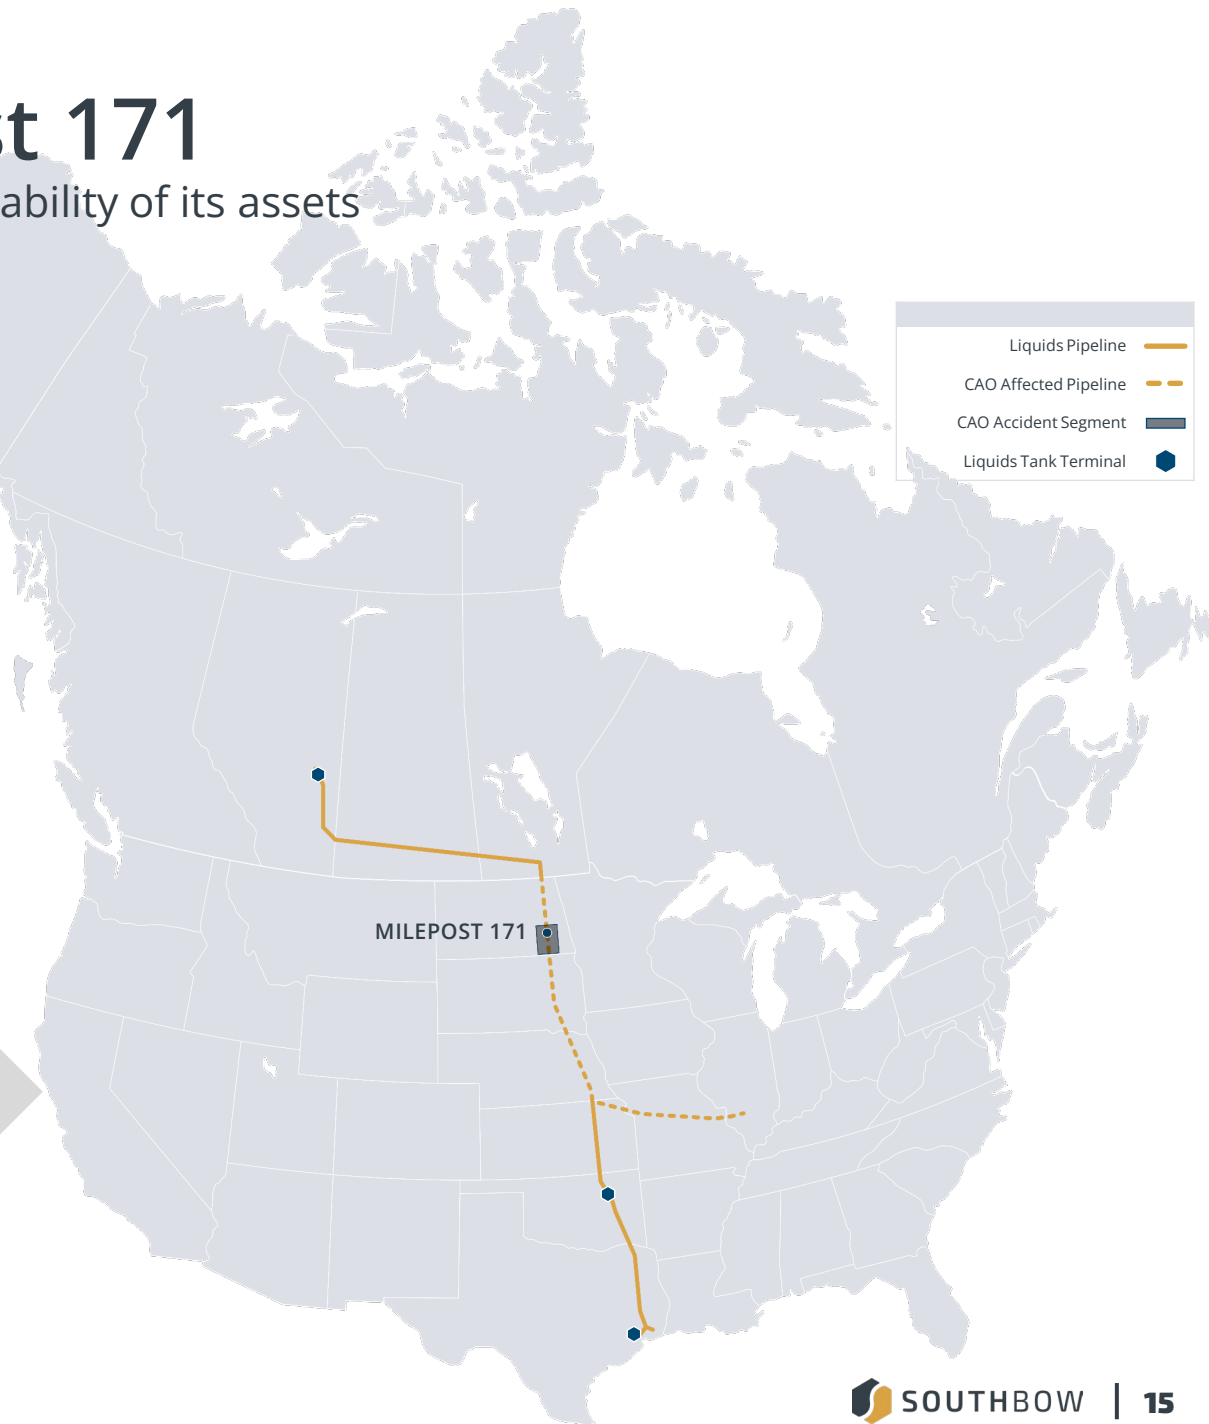 st 171
ability of its assets
Liquids Pipeline
CAO Affected Pipeline
CAO Accident Segment
Liquids Tank Terminal
MILEPOST 171
SOUTHBOW | 15